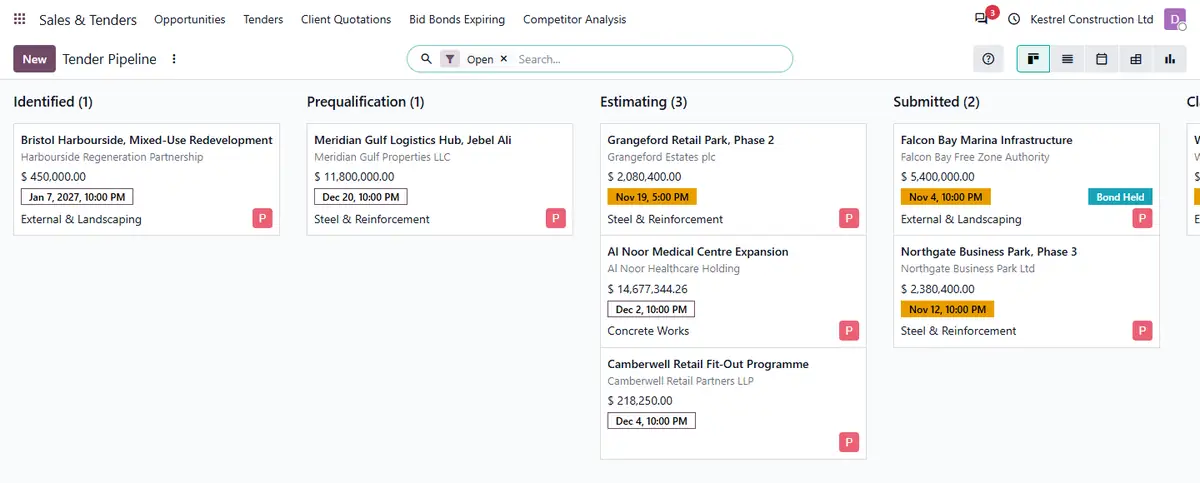 Sales & Tenders Opportunities Tenders Client Quotations Bid Bonds Expiring Competitor Analysis 3 Kestrel Construction Ltd D
New Tender Pipeline Open Search...
Identified (1)
Bristol Harbourside, Mixed-Use Redevelopment
Harbourside Regeneration Partnership
$ 450,000.00
Jan 7, 2027, 10:00 PM
External & Landscaping P
Prequalification (1)
Meridian Gulf Logistics Hub, Jebel Ali
Meridian Gulf Properties LLC
$ 11,800,000.00
Dec 20, 10:00 PM
Steel & Reinforcement P
Estimating (3)
Grangeford Retail Park, Phase 2
Grangeford Estates plc
$ 2,080,400.00
Nov 19, 5:00 PM
Steel & Reinforcement P
Al Noor Medical Centre Expansion
Al Noor Healthcare Holding
$ 14,677,344.26
Dec 2, 10:00 PM
Concrete Works P
Camberwell Retail Fit-Out Programme
Camberwell Retail Partners LLP
$ 218,250.00
Dec 4, 10:00 PM
P
Submitted (2)
Falcon Bay Marina Infrastructure
Falcon Bay Free Zone Authority
$ 5,400,000.00
Nov 4, 10:00 PM Bond Held
External & Landscaping P
Northgate Business Park, Phase 3
Northgate Business Park Ltd
$ 2,380,400.00
Nov 12, 10:00 PM
Steel & Reinforcement P